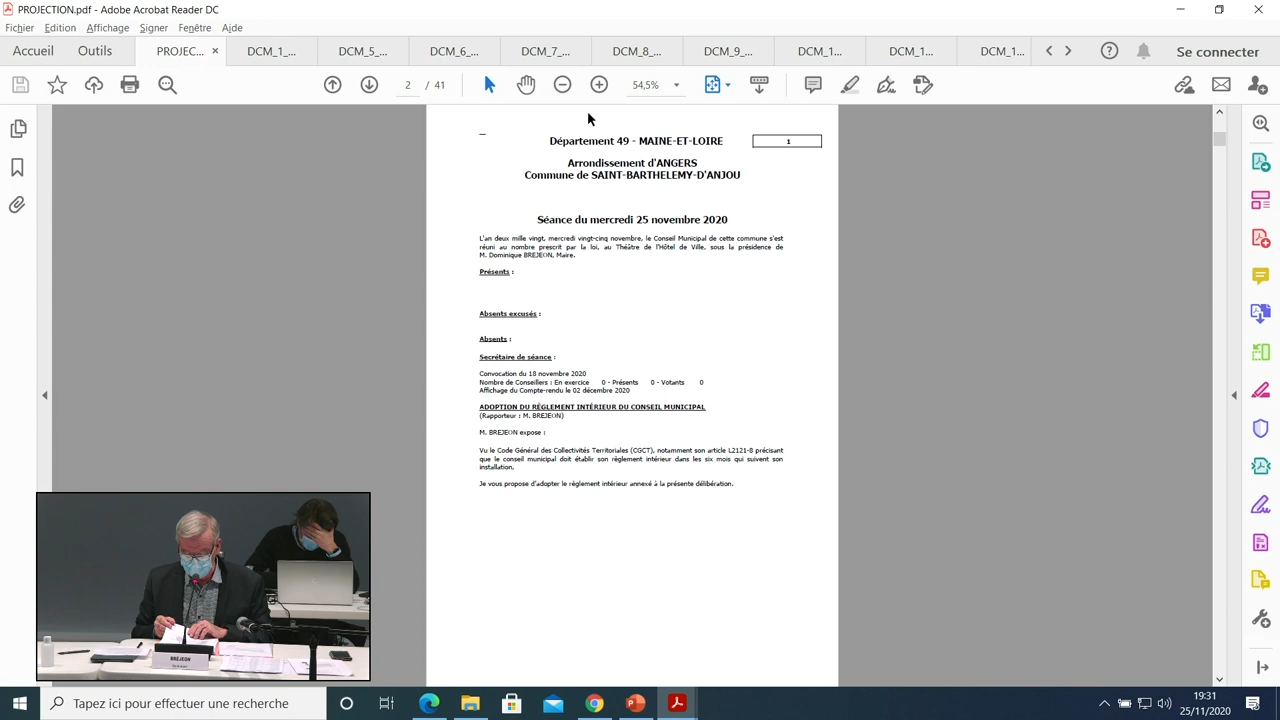 PROJECTION.pdf - Adobe Acrobat Reader DC
Fichier Edition Affichage Signer Fenêtre Aide
Accueil Outils PROJEC... × DCM_1_... DCM_5_... DCM_6_... DCM_7_... DCM_8_... DCM_9_... DCM_1... DCM_1... DCM_1... Se connecter
2 / 41 54,5%
Département 49 - MAINE-ET-LOIRE
1
Arrondissement d'ANGERS
Commune de SAINT-BARTHELEMY-D'ANJOU
Séance du mercredi 25 novembre 2020
L'an deux mille vingt, mercredi vingt-cinq novembre, le Conseil Municipal de cette commune s'est
réuni au nombre prescrit par la loi, au Théâtre de l'Hôtel de Ville, sous la présidence de
M. Dominique BREJEON, Maire.
Présents :
Absents excusés :
Absents :
Secrétaire de séance :
Convocation du 18 novembre 2020
Nombre de Conseillers : En exercice 0 - Présents 0 - Votants 0
Affichage du Compte-rendu le 02 décembre 2020
ADOPTION DU RÈGLEMENT INTÉRIEUR DU CONSEIL MUNICIPAL
(Rapporteur : M. BREJEON)
M. BREJEON expose :
Vu le Code Général des Collectivités Territoriales (CGCT), notamment son article L2121-8 précisant
que le conseil municipal doit établir son règlement intérieur dans les six mois qui suivent son
installation,
Je vous propose d'adopter le règlement intérieur annexé à la présente délibération.
BREJEON
Tapez ici pour effectuer une recherche
19:31
25/11/2020